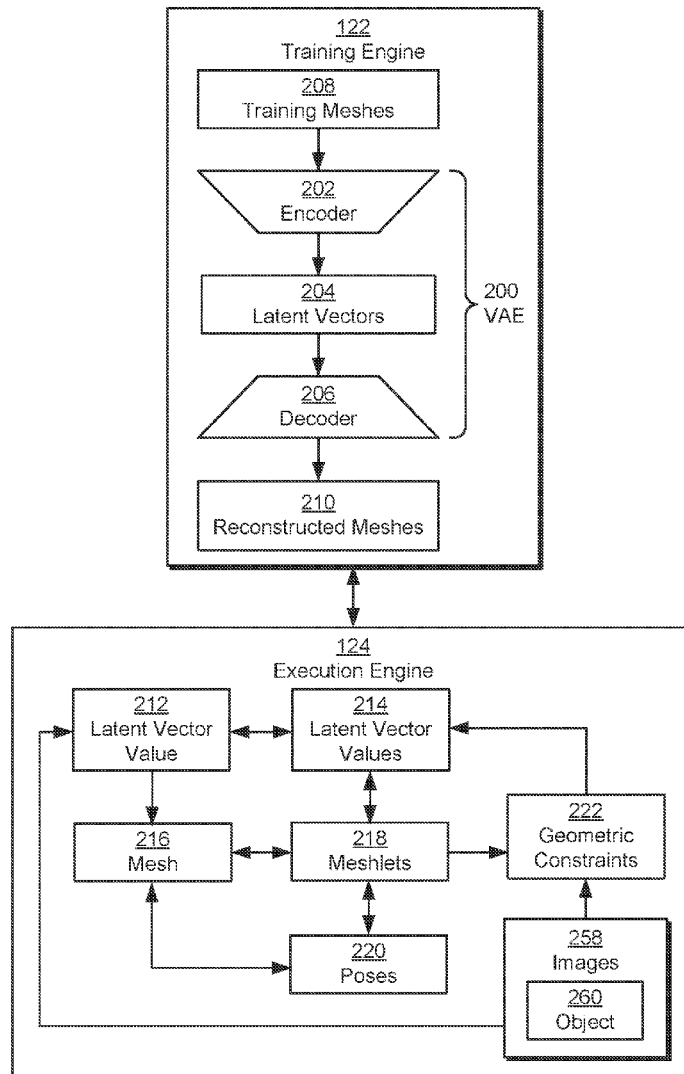 122
Training Engine
208
Training Meshes
202
Encoder
204
Latent Vectors
200
VAE
206
Decoder
210
Reconstructed Meshes
124
Execution Engine
212
Latent Vector
Value
214
Latent Vector
Values
216
Mesh
218
Meshlets
222
Geometric
Constraints
220
Poses
258
Images
260
Object